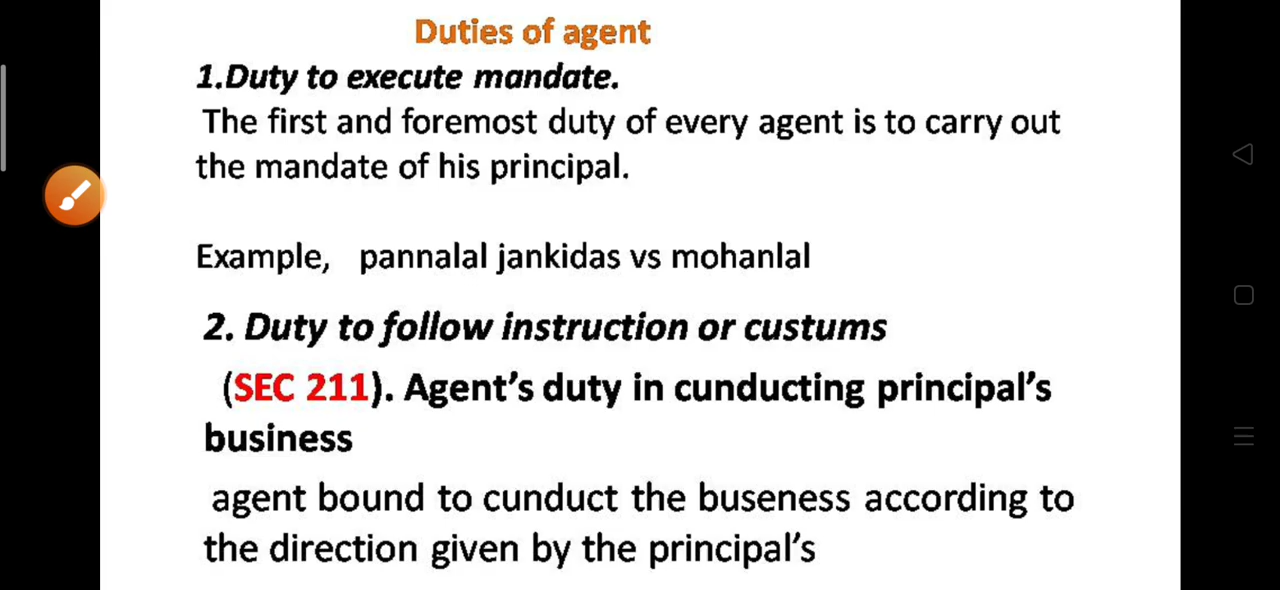 Duties of agent
1.Duty to execute mandate.
The first and foremost duty of every agent is to carry out
the mandate of his principal.
Example, pannalal jankidas vs mohanlal
2. Duty to follow instruction or custums
(SEC 211). Agent's duty in cunducting principal's
business
agent bound to cunduct the buseness according to
the direction given by the principal's